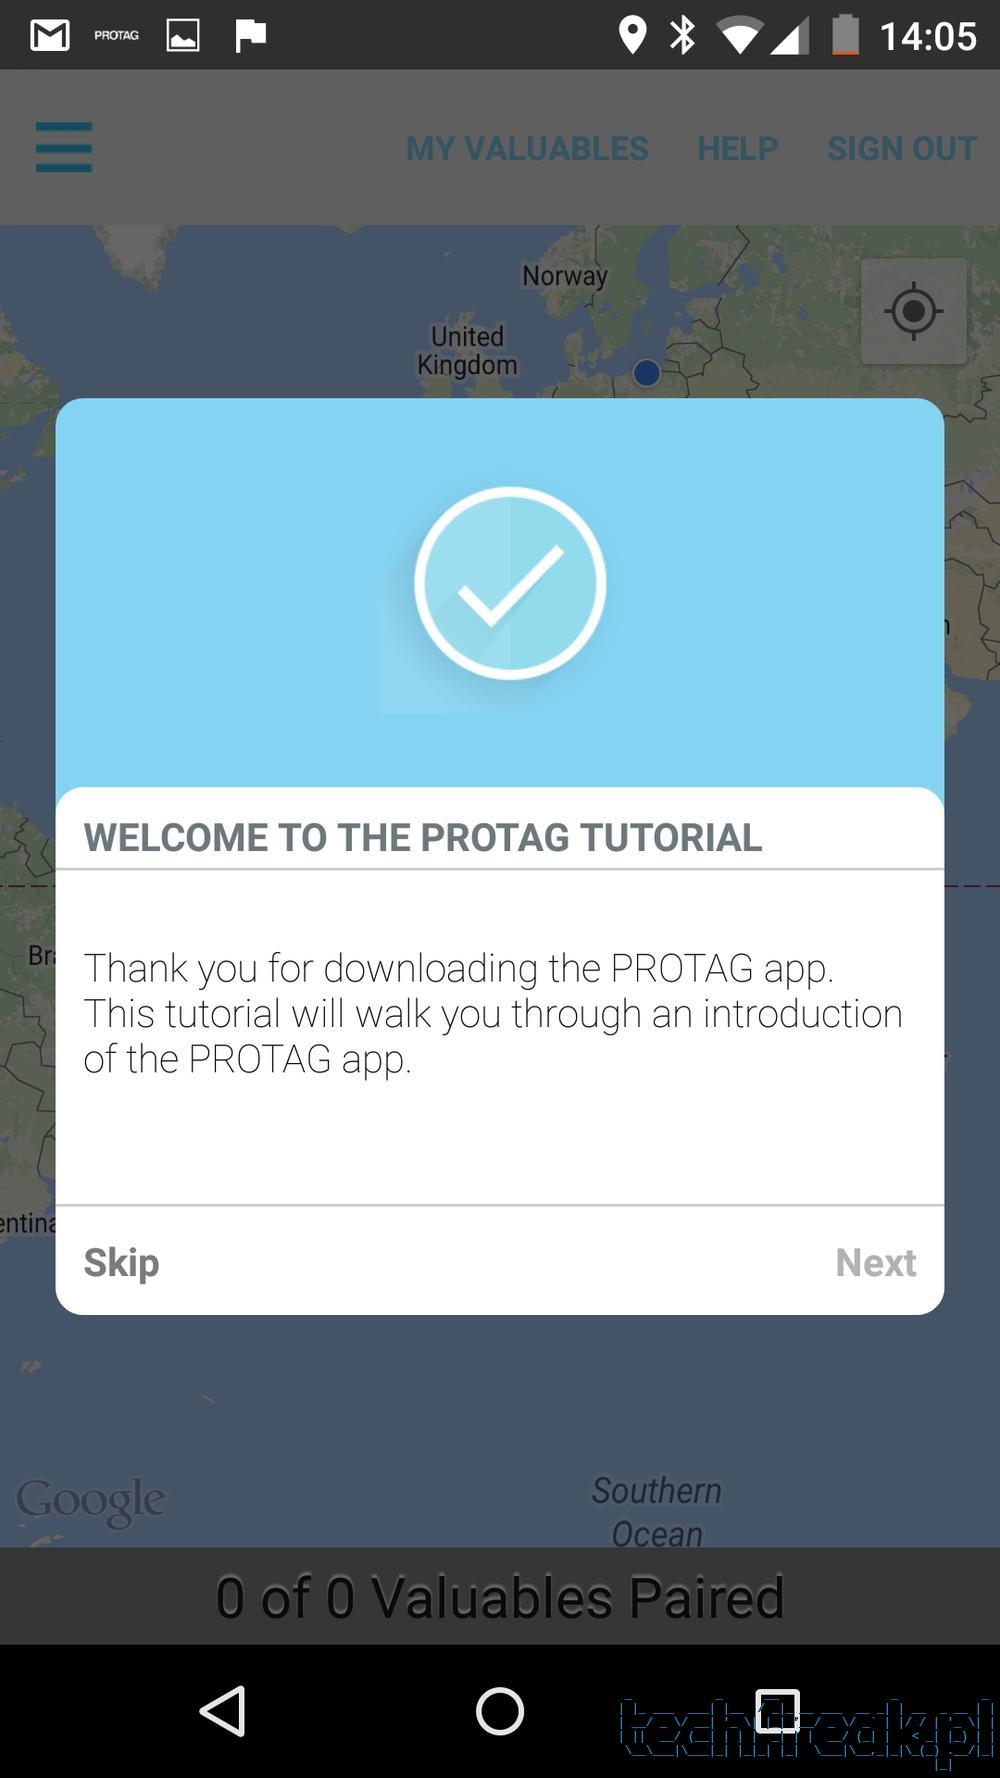 PROTAG
14:05
MY VALUABLES HELP SIGN OUT
Norway
United
Kingdom
WELCOME TO THE PROTAG TUTORIAL
Thank you for downloading the PROTAG app.
This tutorial will walk you through an introduction
of the PROTAG app.
Skip Next
Google
Southern
Ocean
0 of 0 Valuables Paired
techfreak.pl